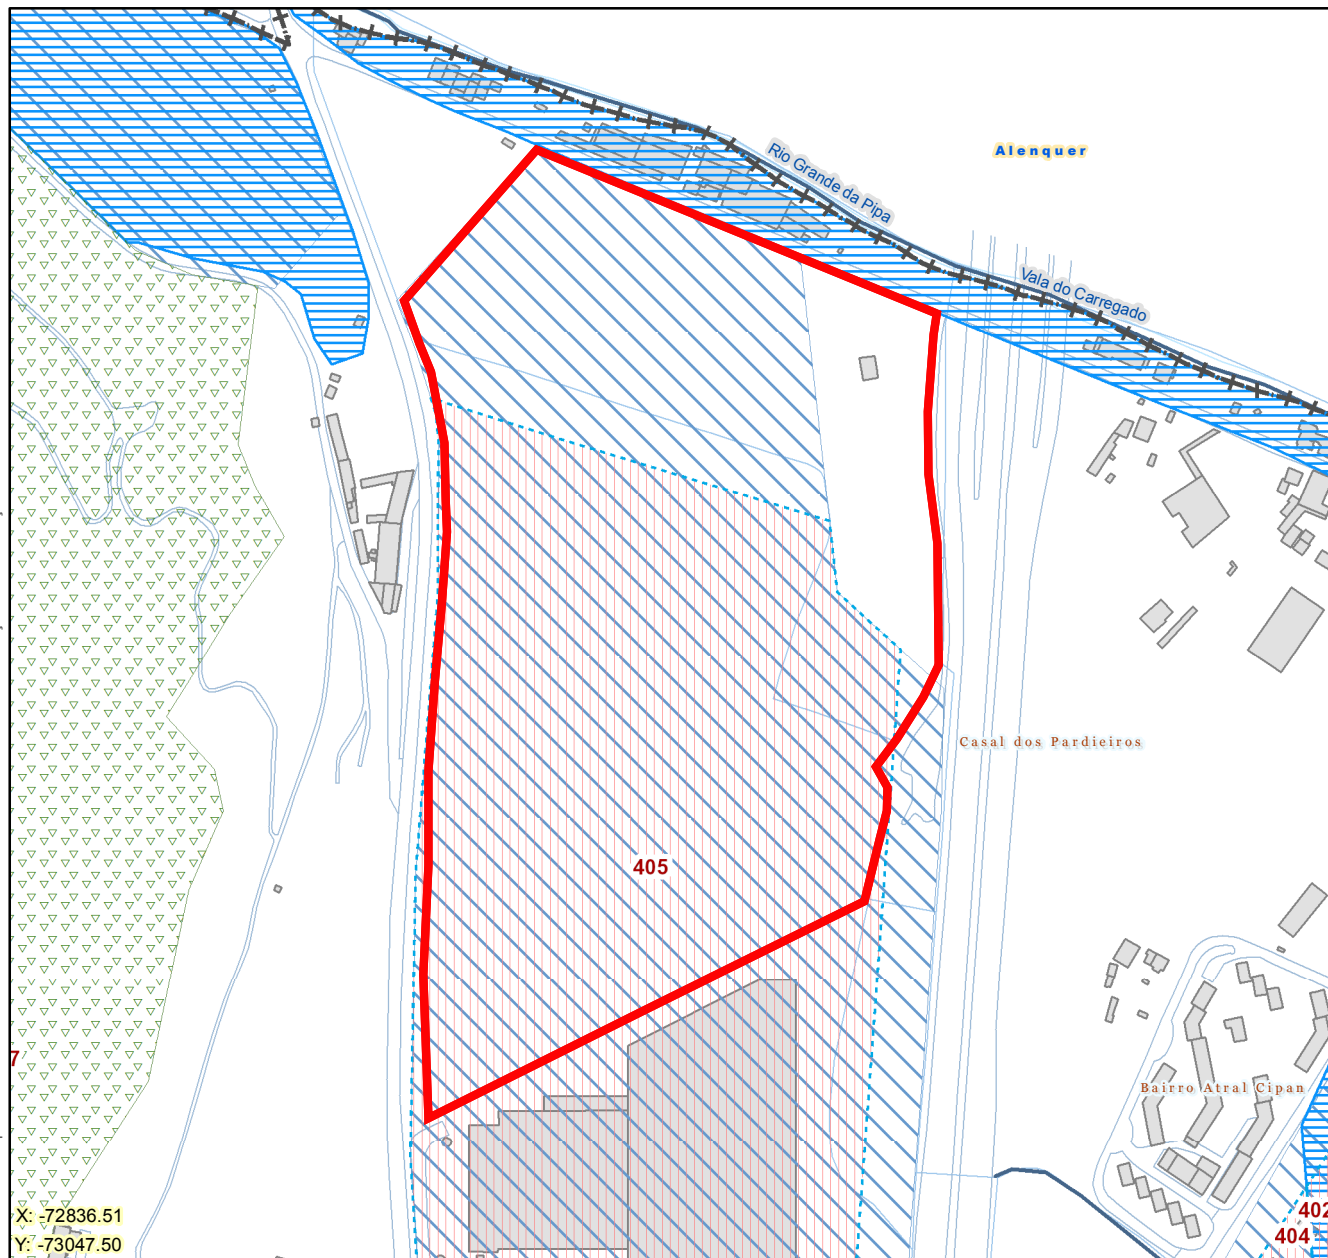 Alenquer
Rio Grande da Pipa
Vala do Carregado
Casal dos Pardieiros
405
7
Bairro Atral Cipan
X: -72836.51
Y: -73047.50
402
404